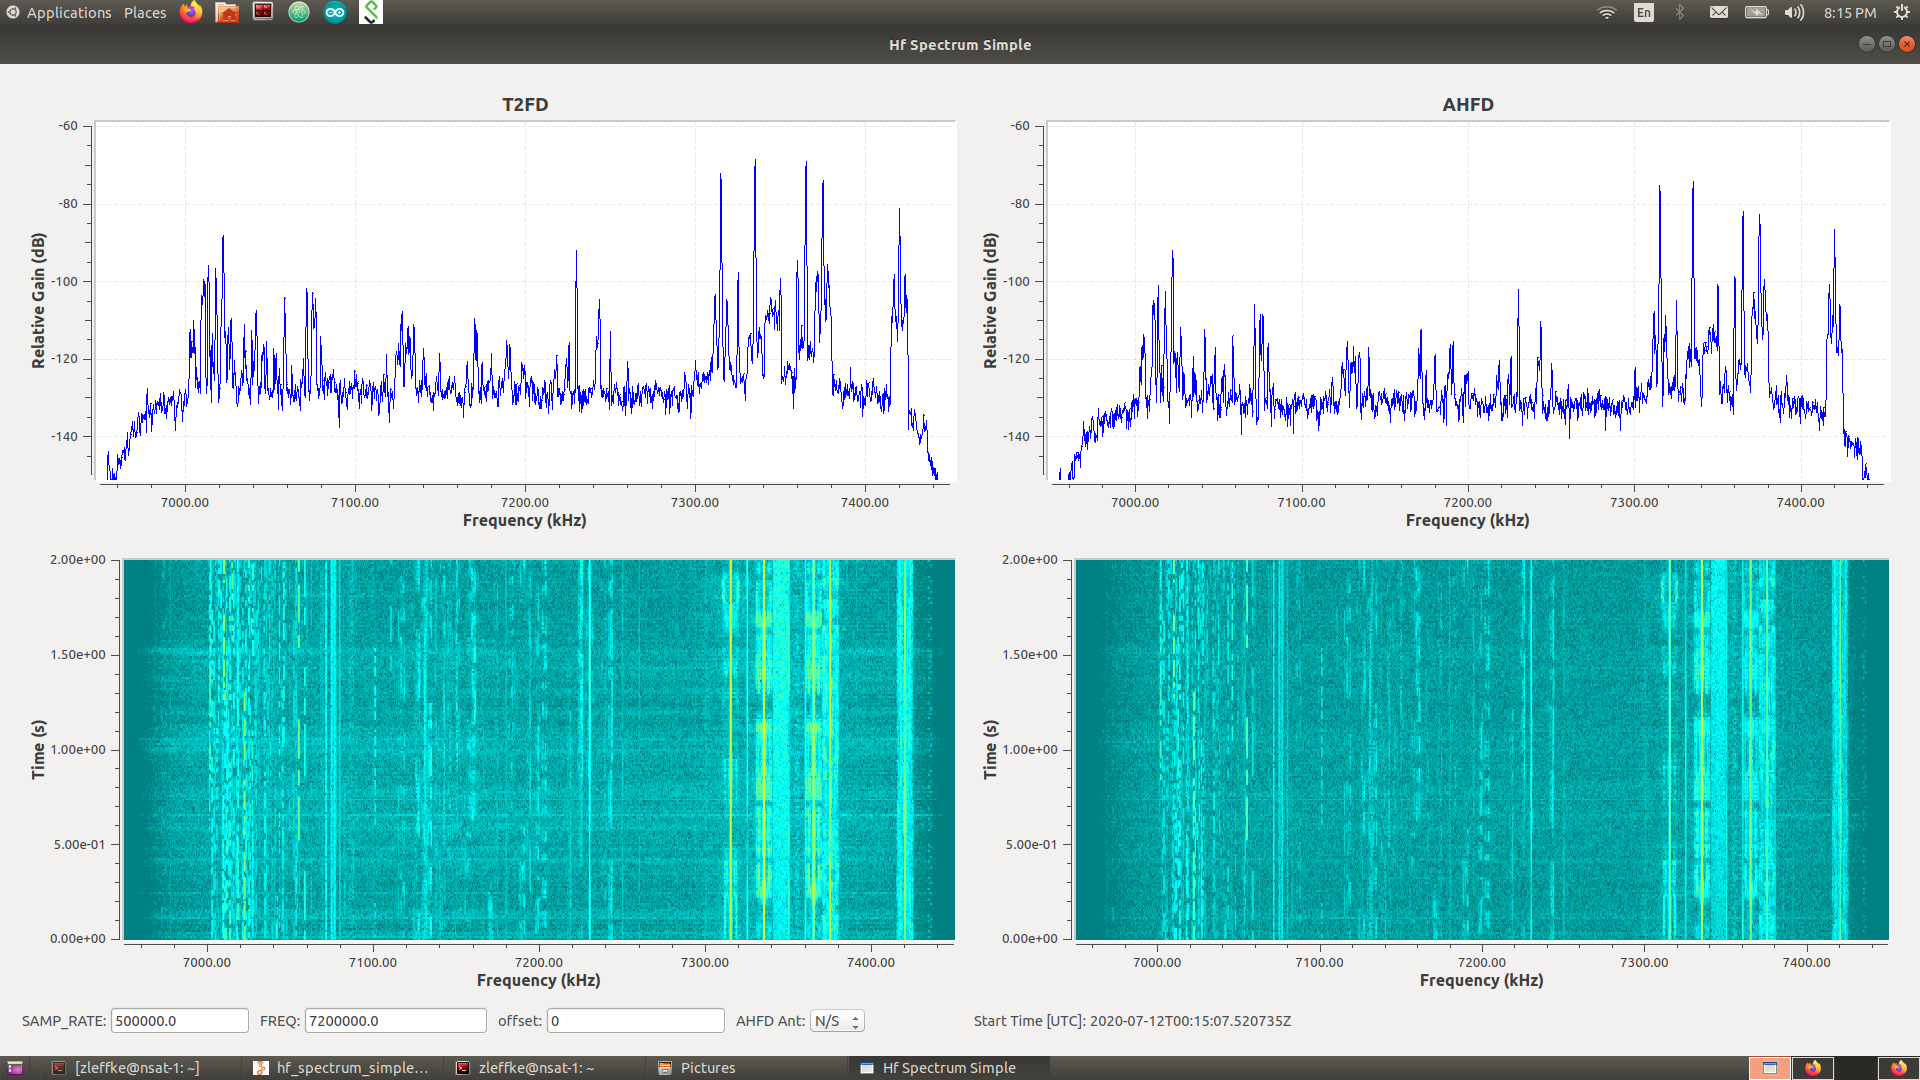 Applications Places En 8:15 PM
Hf Spectrum Simple
T2FD
-60
-80
-100
-120
-140
Relative Gain (dB)
7000.00 7100.00 7200.00 7300.00 7400.00
Frequency (kHz)
AHFD
-60
-80
-100
-120
-140
Relative Gain (dB)
7000.00 7100.00 7200.00 7300.00 7400.00
Frequency (kHz)
2.00e+00
1.50e+00
1.00e+00
5.00e-01
0.00e+00
Time (s)
7000.00 7100.00 7200.00 7300.00 7400.00
Frequency (kHz)
2.00e+00
1.50e+00
1.00e+00
5.00e-01
0.00e+00
Time (s)
7000.00 7100.00 7200.00 7300.00 7400.00
Frequency (kHz)
SAMP_RATE: 500000.0 FREQ: 7200000.0 offset: 0 AHFD Ant: N/S Start Time [UTC]: 2020-07-12T00:15:07.520735Z
[zleffke@nsat-1: ~] hf_spectrum_simple... zleffke@nsat-1: ~ Pictures Hf Spectrum Simple